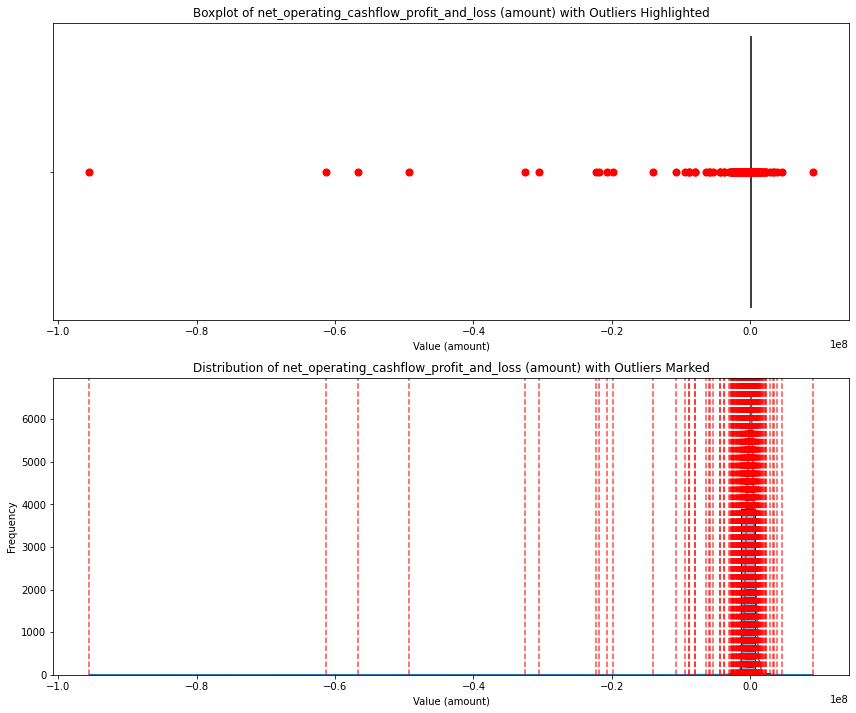 Boxplot of net_operating_cashflow_profit_and_loss (amount) with Outliers Highlighted
−1.0 −0.8 −0.6 −0.4 −0.2 0.0
Value (amount)
1e8
Distribution of net_operating_cashflow_profit_and_loss (amount) with Outliers Marked
6000
5000
4000
3000
2000
1000
0
Frequency
−1.0 −0.8 −0.6 −0.4 −0.2 0.0
Value (amount)
1e8